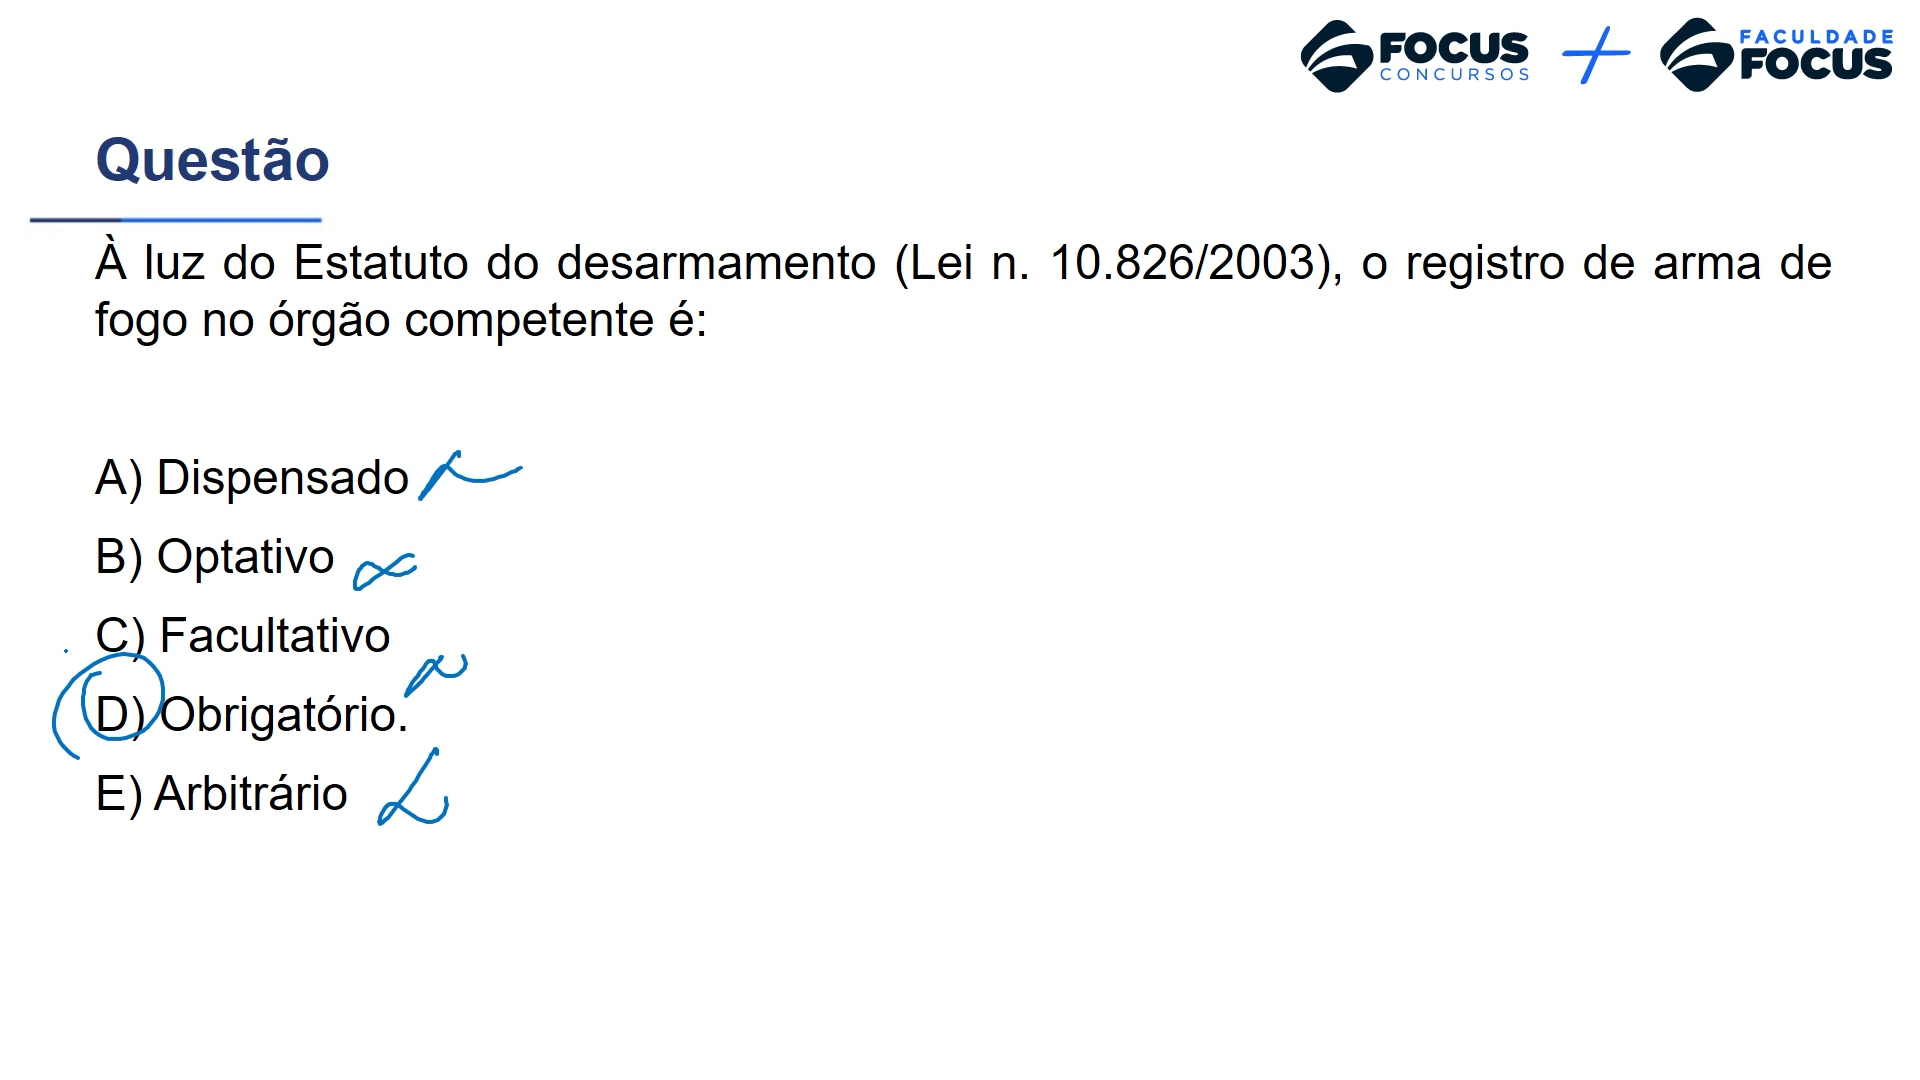 FOCUS
CONCURSOS
FACULDADE
FOCUS
Questão
À luz do Estatuto do desarmamento (Lei n. 10.826/2003), o registro de arma de
fogo no órgão competente é:
A) Dispensado
B) Optativo
C) Facultativo
D) Obrigatório.
E) Arbitrário